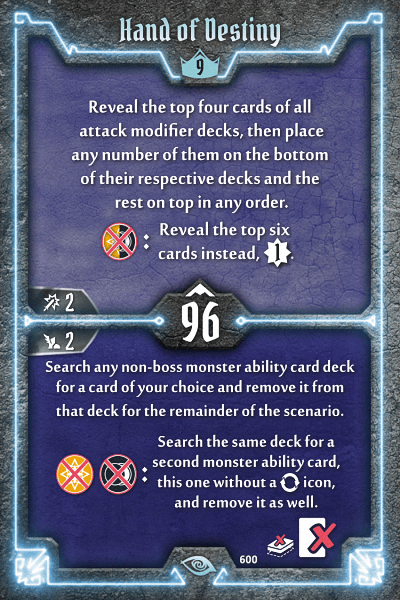 Hand of Destiny
9
Reveal the top four cards of all
attack modifier decks, then place
any number of them on the bottom
of their respective decks and the
rest on top in any order.
: Reveal the top six
cards instead, 1.
2
96
2
Search any non-boss monster ability card deck
for a card of your choice and remove it from
that deck for the remainder of the scenario.
Search the same deck for a
second monster ability card,
: this one without a icon,
and remove it as well.
600